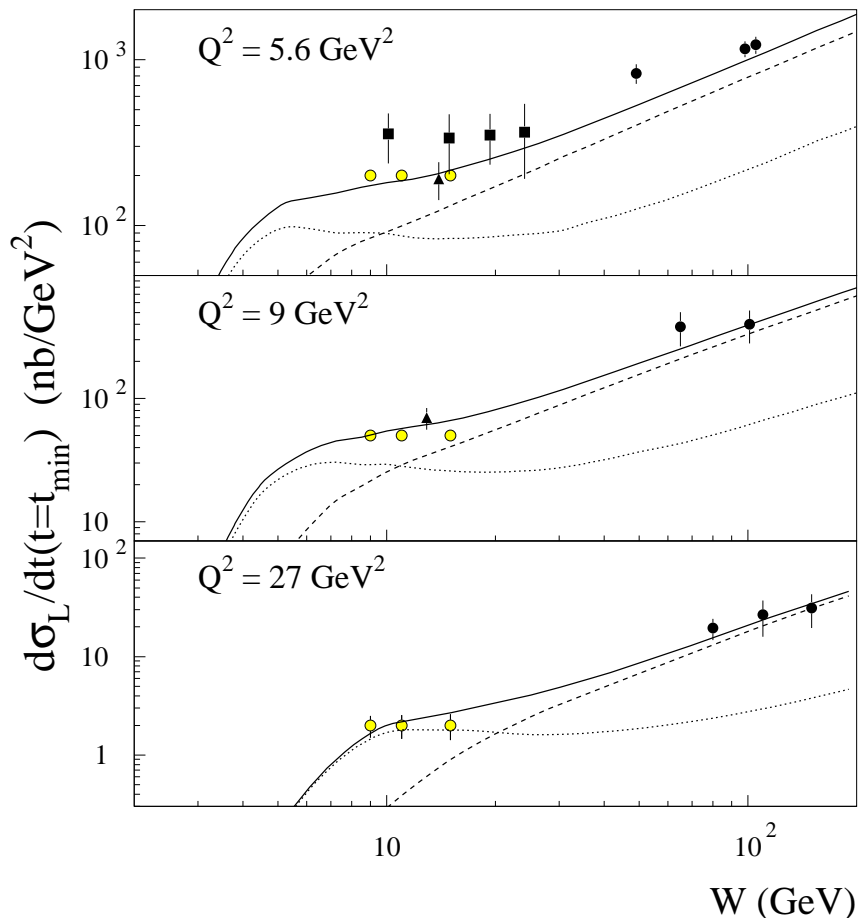 Q² = 5.6 GeV²
10³
10²
Q² = 9 GeV²
10²
10
Q² = 27 GeV²
10²
10
1
dσ_L/dt(t=t_min) (nb/GeV²)
10
10²
W (GeV)